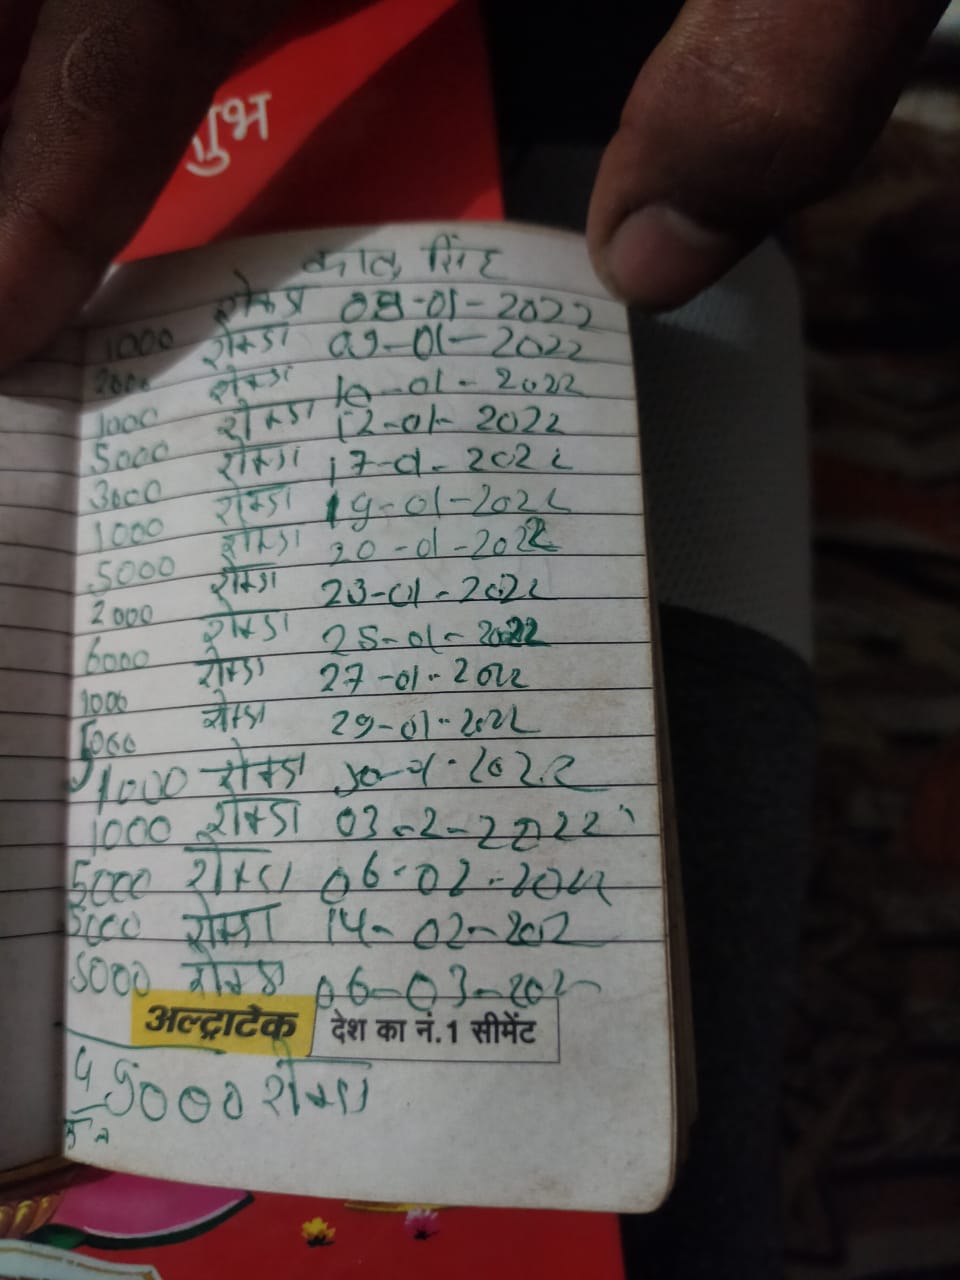 शुभ
कालू सिंह
रोकडा 08-01-2022
1000 रोकडा 09-01-2022
2000 रोकडा 10-01-2022
1000 रोकडा 12-01-2022
5000 रोकडा 17-01-2022
3000 रोकडा 19-01-2022
1000 रोकडा 20-01-2022
5000 रोकडा 23-01-2022
2000 रोकडा 25-01-2022
6000 रोकडा 27-01-2022
1000 रोकडा 29-01-2022
5000
1000 रोकडा 30-1-2022
1000 रोकडा 03-2-2022
5000 रोकडा 06-02-2022
5000 रोकडा 14-02-202
5000 रोकडा 06-03-202
अल्ट्राटेक देश का नं.1 सीमेंट
49000 रोकडा